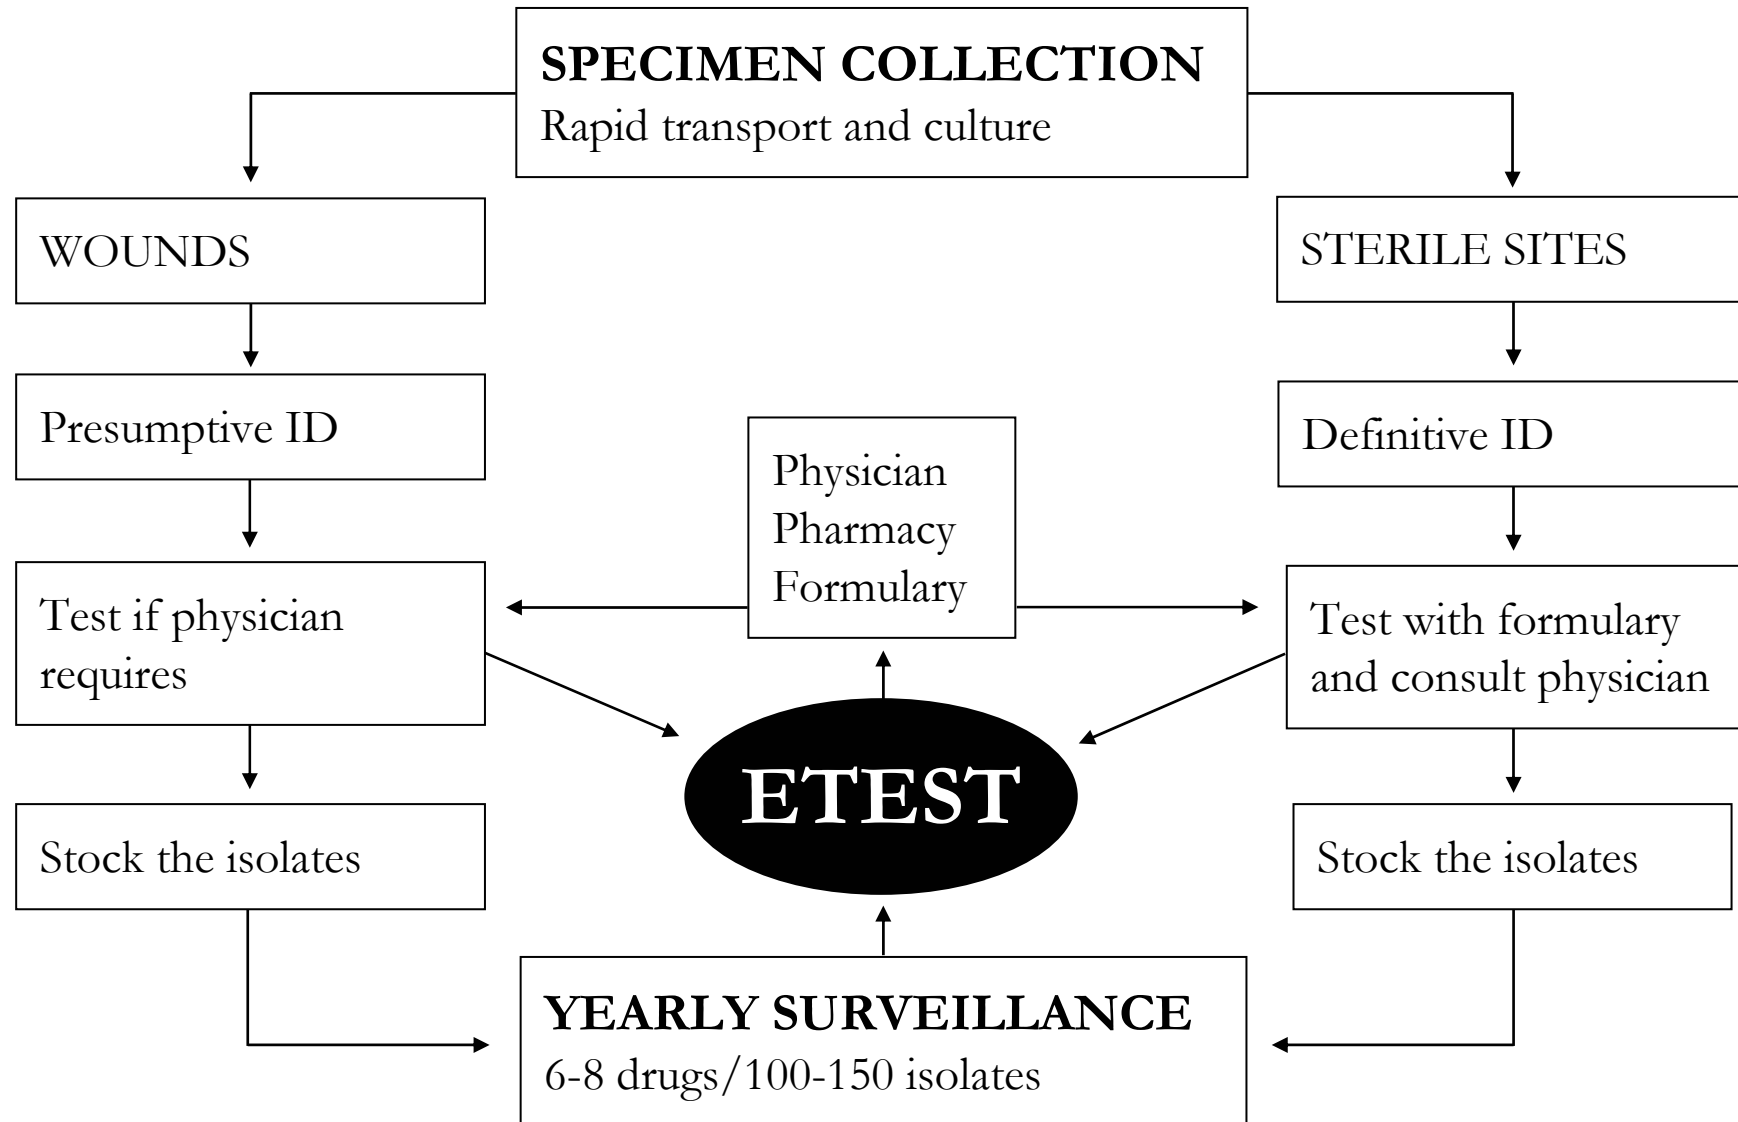 SPECIMEN COLLECTION
Rapid transport and culture
WOUNDS
STERILE SITES
Presumptive ID
Definitive ID
Physician
Pharmacy
Formulary
Test if physician
requires
Test with formulary
and consult physician
ETEST
Stock the isolates
Stock the isolates
YEARLY SURVEILLANCE
6-8 drugs/100-150 isolates